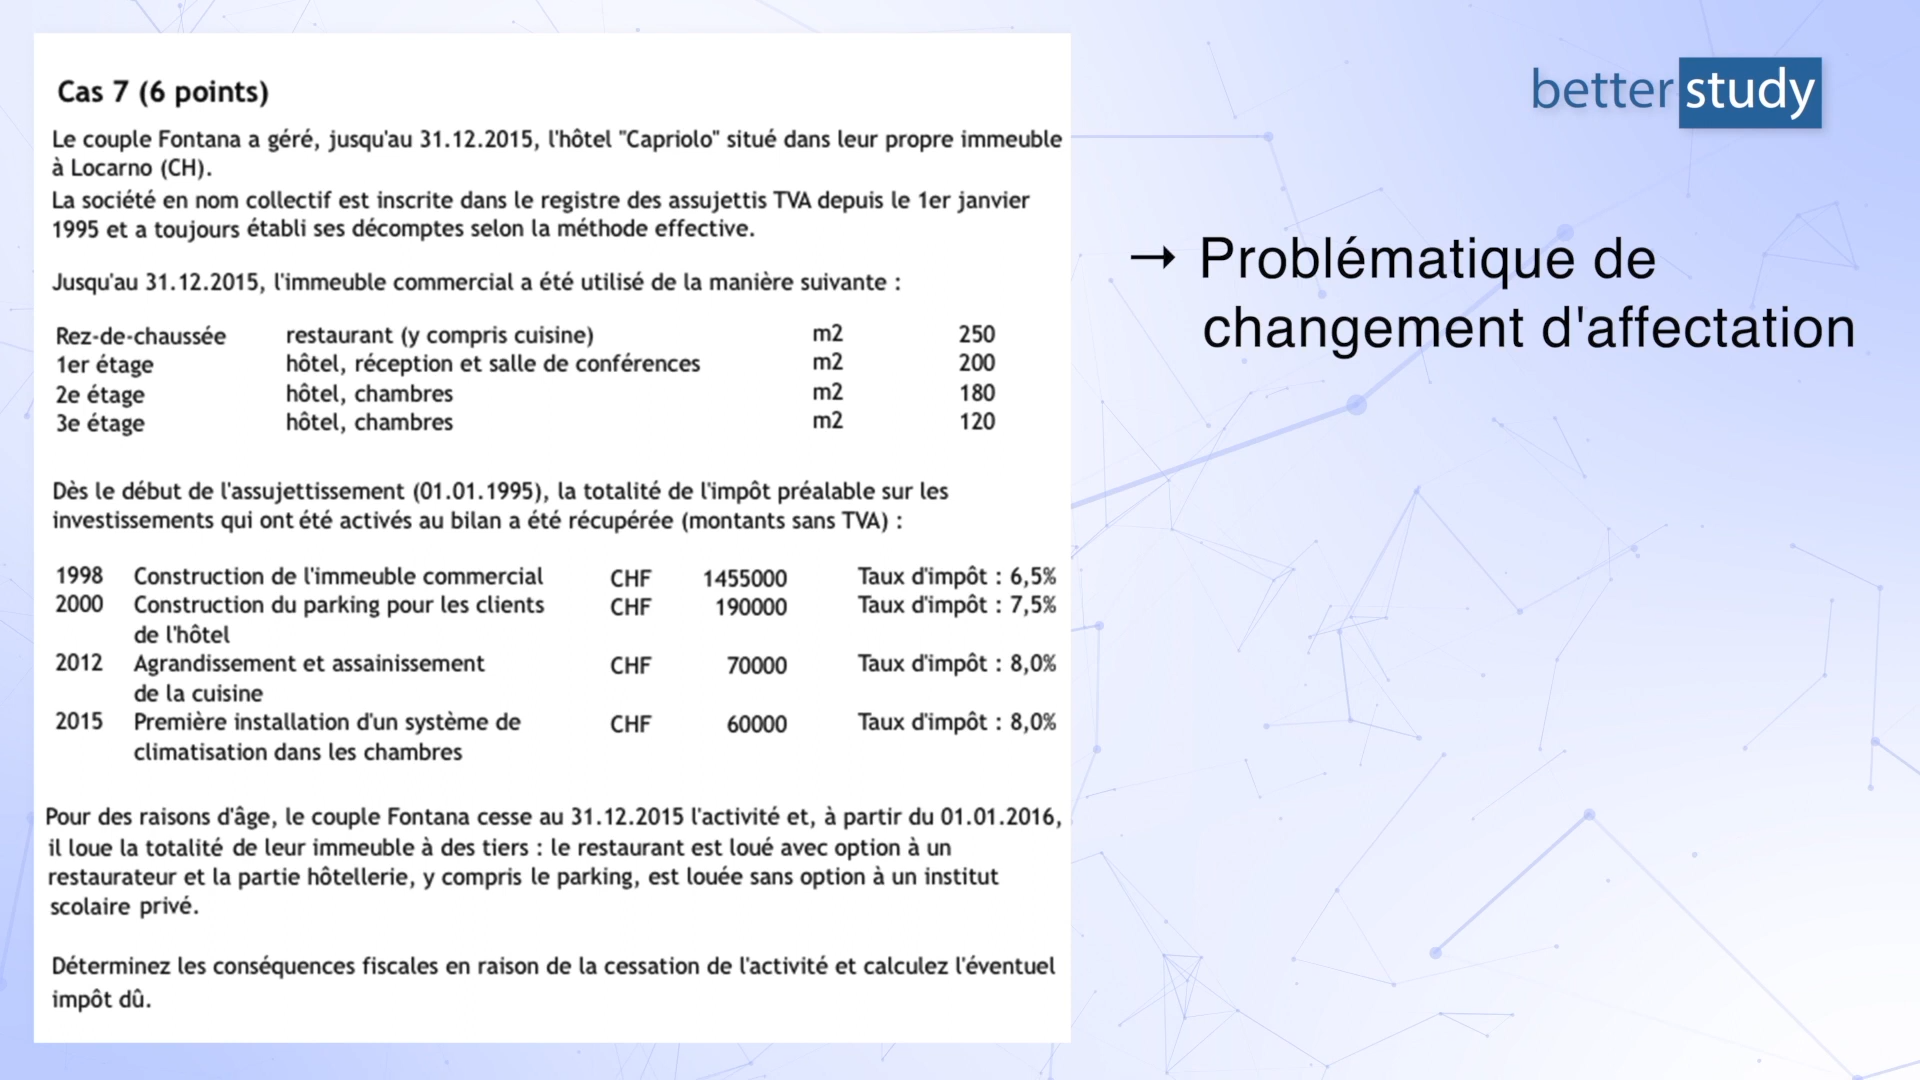 Cas 7 (6 points)
Le couple Fontana a géré, jusqu'au 31.12.2015, l'hôtel "Capriolo" situé dans leur propre immeuble
à Locarno (CH).
La société en nom collectif est inscrite dans le registre des assujettis TVA depuis le 1er janvier
1995 et a toujours établi ses décomptes selon la méthode effective.
Jusqu'au 31.12.2015, l'immeuble commercial a été utilisé de la manière suivante :
Rez-de-chaussée restaurant (y compris cuisine) m2 250
1er étage hôtel, réception et salle de conférences m2 200
2e étage hôtel, chambres m2 180
3e étage hôtel, chambres m2 120
Dès le début de l'assujettissement (01.01.1995), la totalité de l'impôt préalable sur les
investissements qui ont été activés au bilan a été récupérée (montants sans TVA) :
1998 Construction de l'immeuble commercial CHF 1455000 Taux d'impôt : 6,5%
2000 Construction du parking pour les clients CHF 190000 Taux d'impôt : 7,5%
de l'hôtel
2012 Agrandissement et assainissement CHF 70000 Taux d'impôt : 8,0%
de la cuisine
2015 Première installation d'un système de CHF 60000 Taux d'impôt : 8,0%
climatisation dans les chambres
Pour des raisons d'âge, le couple Fontana cesse au 31.12.2015 l'activité et, à partir du 01.01.2016,
il loue la totalité de leur immeuble à des tiers : le restaurant est loué avec option à un
restaurateur et la partie hôtellerie, y compris le parking, est louée sans option à un institut
scolaire privé.
Déterminez les conséquences fiscales en raison de la cessation de l'activité et calculez l'éventuel
impôt dû.
better study
→ Problématique de
changement d'affectation